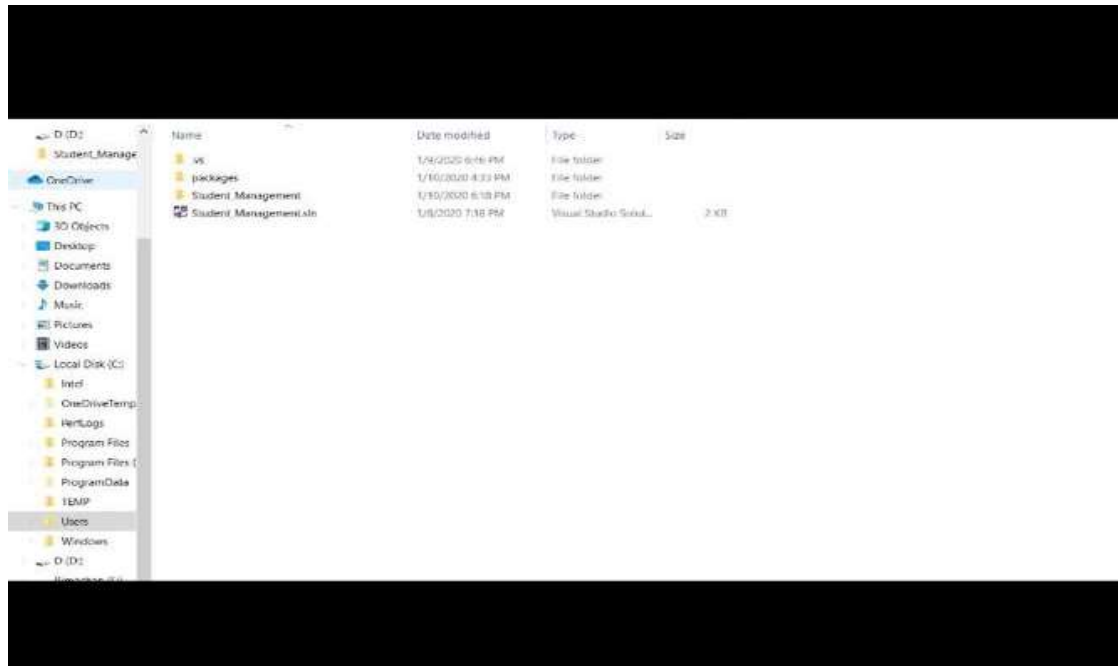 D (D:
Student_Manage
OneDrive
This PC
3D Objects
Desktop
Documents
Downloads
Music
Pictures
Videos
Local Disk (C:
Intel
OneDriveTemp
PerfLogs
Program Files
Program Files (
ProgramData
TEMP
Users
Windows
D (D:
Name Date modified Type Size
.vs 1/9/2020 6:46 PM File folder
packages 1/10/2020 4:33 PM File folder
Student_Management 1/10/2020 6:18 PM File folder
Student_Management.sln 1/8/2020 7:18 PM Visual Studio Solut... 2 KB